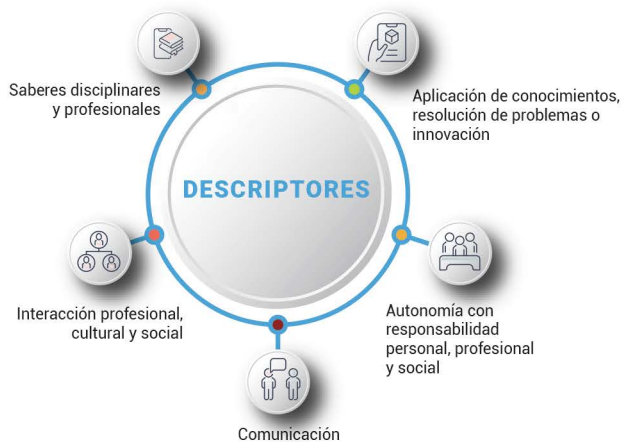 Saberes disciplinares
y profesionales
Aplicación de conocimientos,
resolución de problemas o
innovación
DESCRIPTORES
Interacción profesional,
cultural y social
Autonomía con
responsabilidad
personal, profesional
y social
Comunicación